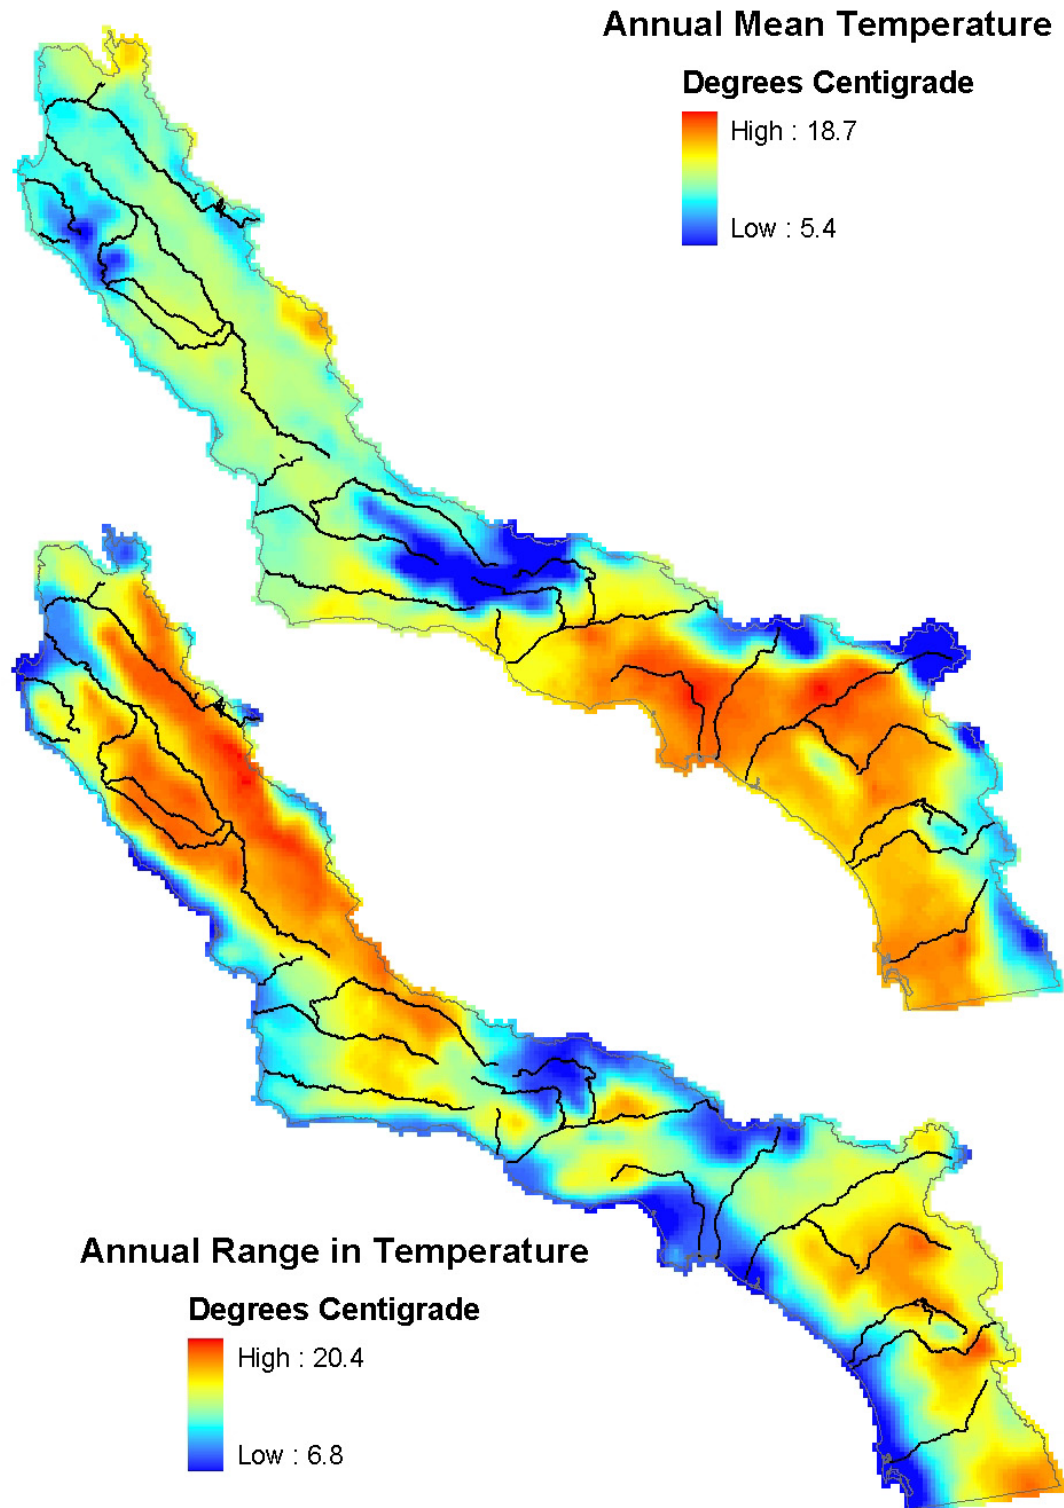 Annual Mean Temperature
Degrees Centigrade
High : 18.7
Low : 5.4
Annual Range in Temperature
Degrees Centigrade
High : 20.4
Low : 6.8